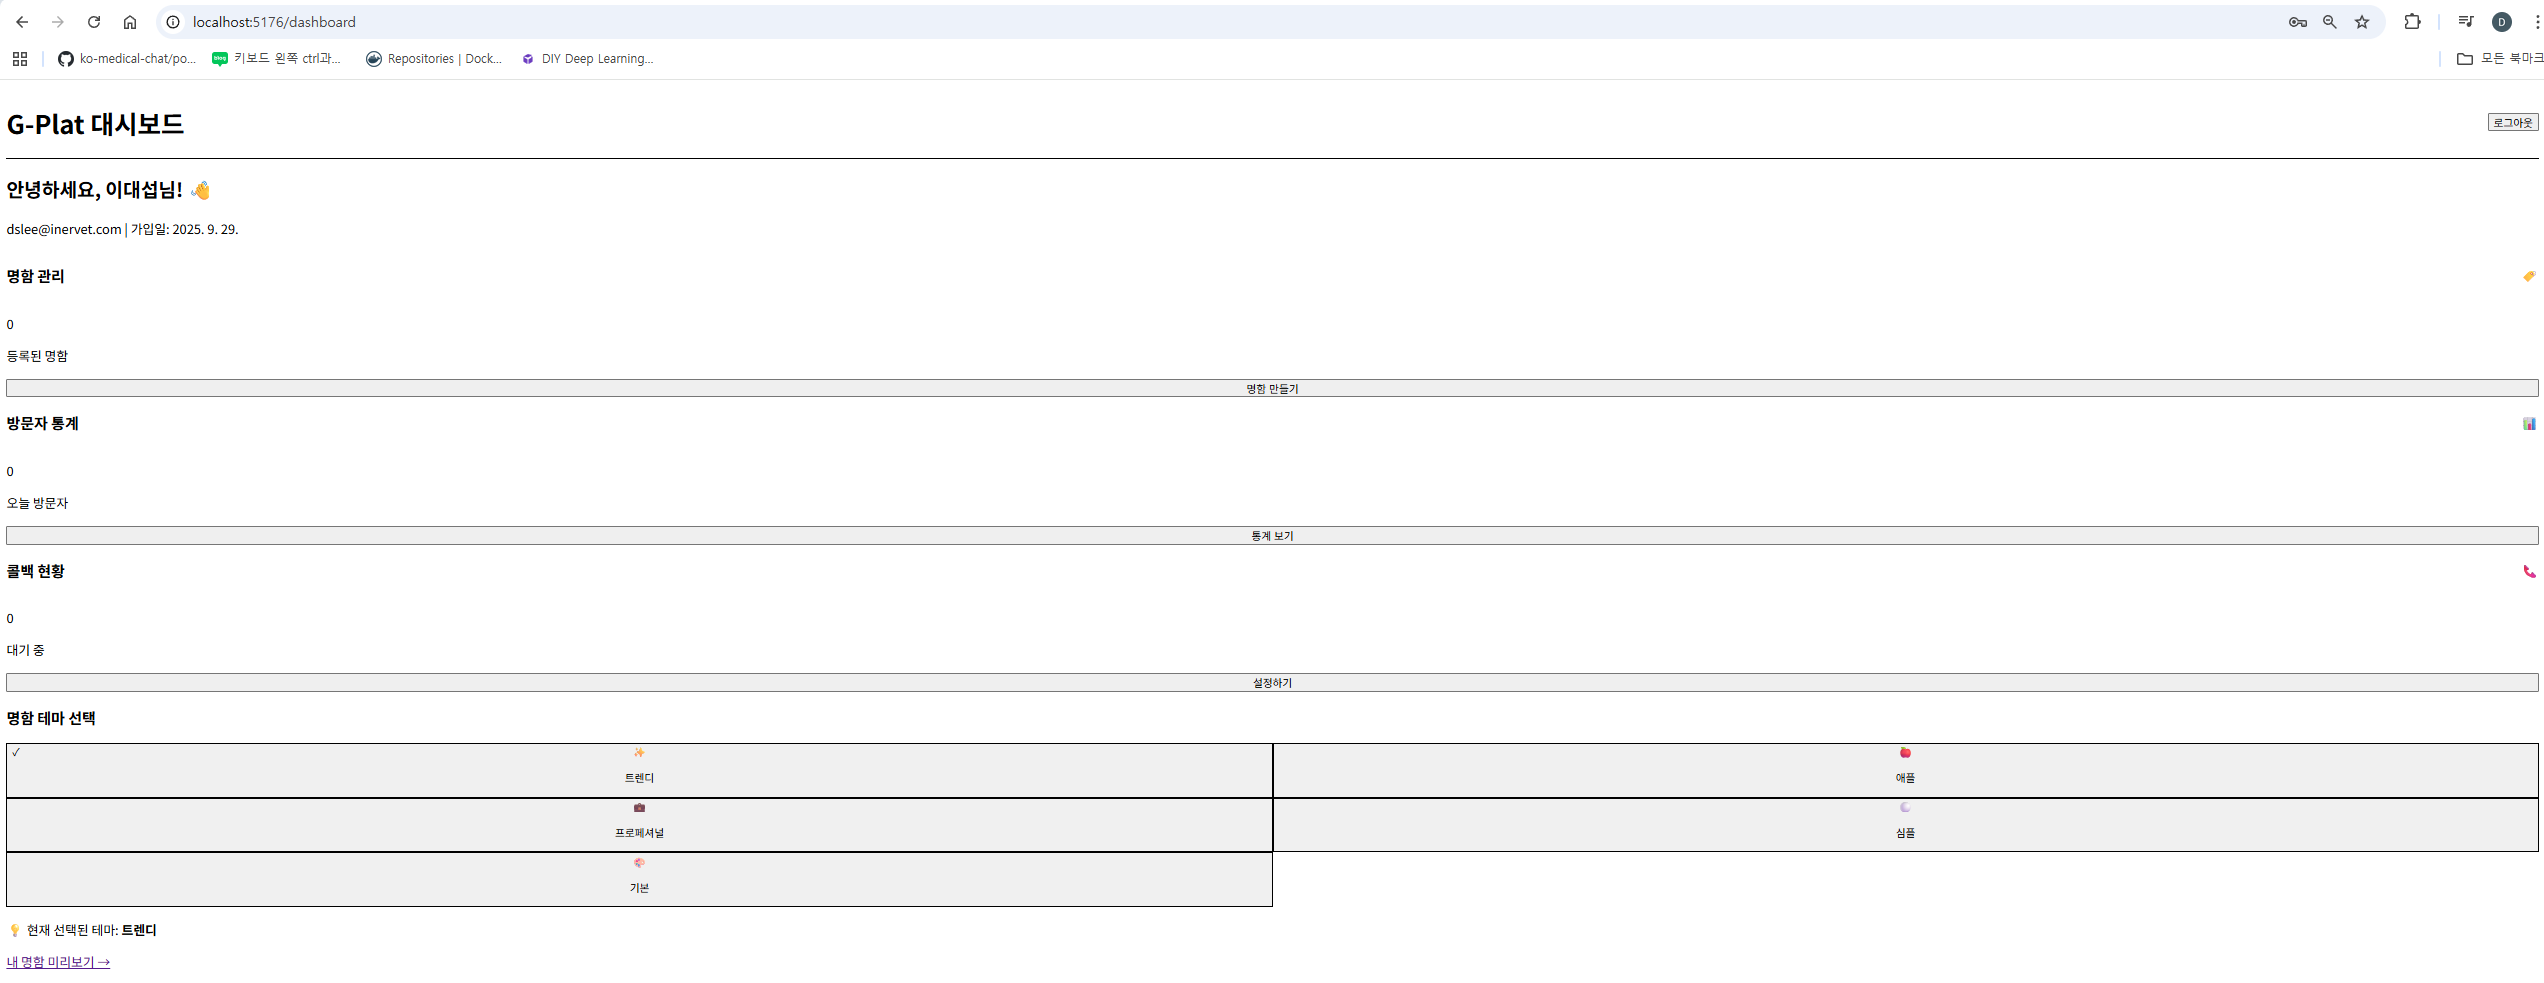 localhost:5176/dashboard
D
ko-medical-chat/po...
blog
키보드 왼쪽 ctrl과...
Repositories | Dock...
DIY Deep Learning...
모든 북마크
G-Plat 대시보드
로그아웃
안녕하세요, 이대섭님! 👋
dslee@inervet.com | 가입일: 2025. 9. 29.
명함 관리
0
등록된 명함
명함 만들기
방문자 통계
0
오늘 방문자
통계 보기
콜백 현황
0
대기 중
설정하기
명함 테마 선택
✓
트렌디
애플
프로페셔널
심플
기본
💡 현재 선택된 테마: 트렌디
내 명함 미리보기 →